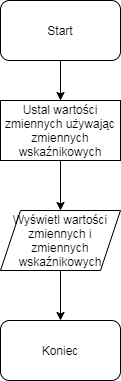 Start
Ustal wartości
zmiennych używając
zmiennych
wskaźnikowych
Wyświetl wartości
zmiennych i
zmiennych
wskaźnikowych
Koniec